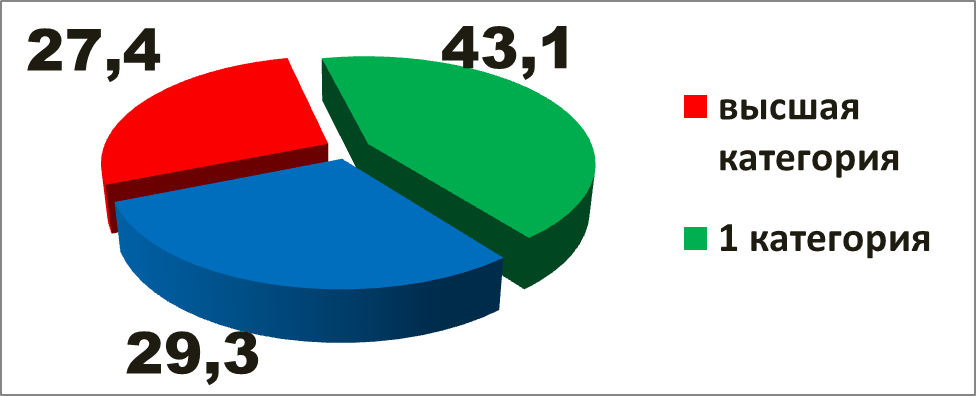 27,4
43,1
29,3
высшая
категория
1 категория